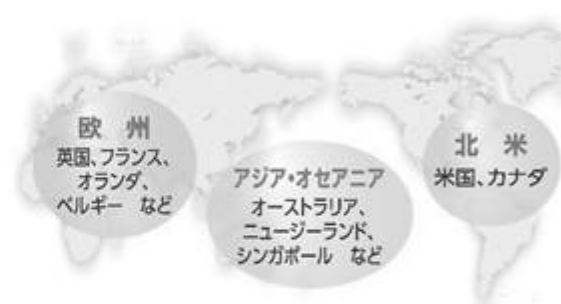 欧　州
英国、フランス、
オランダ、
ベルギー　など
アジア・オセアニア
オーストラリア、
ニュージーランド、
シンガポール　など
北　米
米国、カナダ